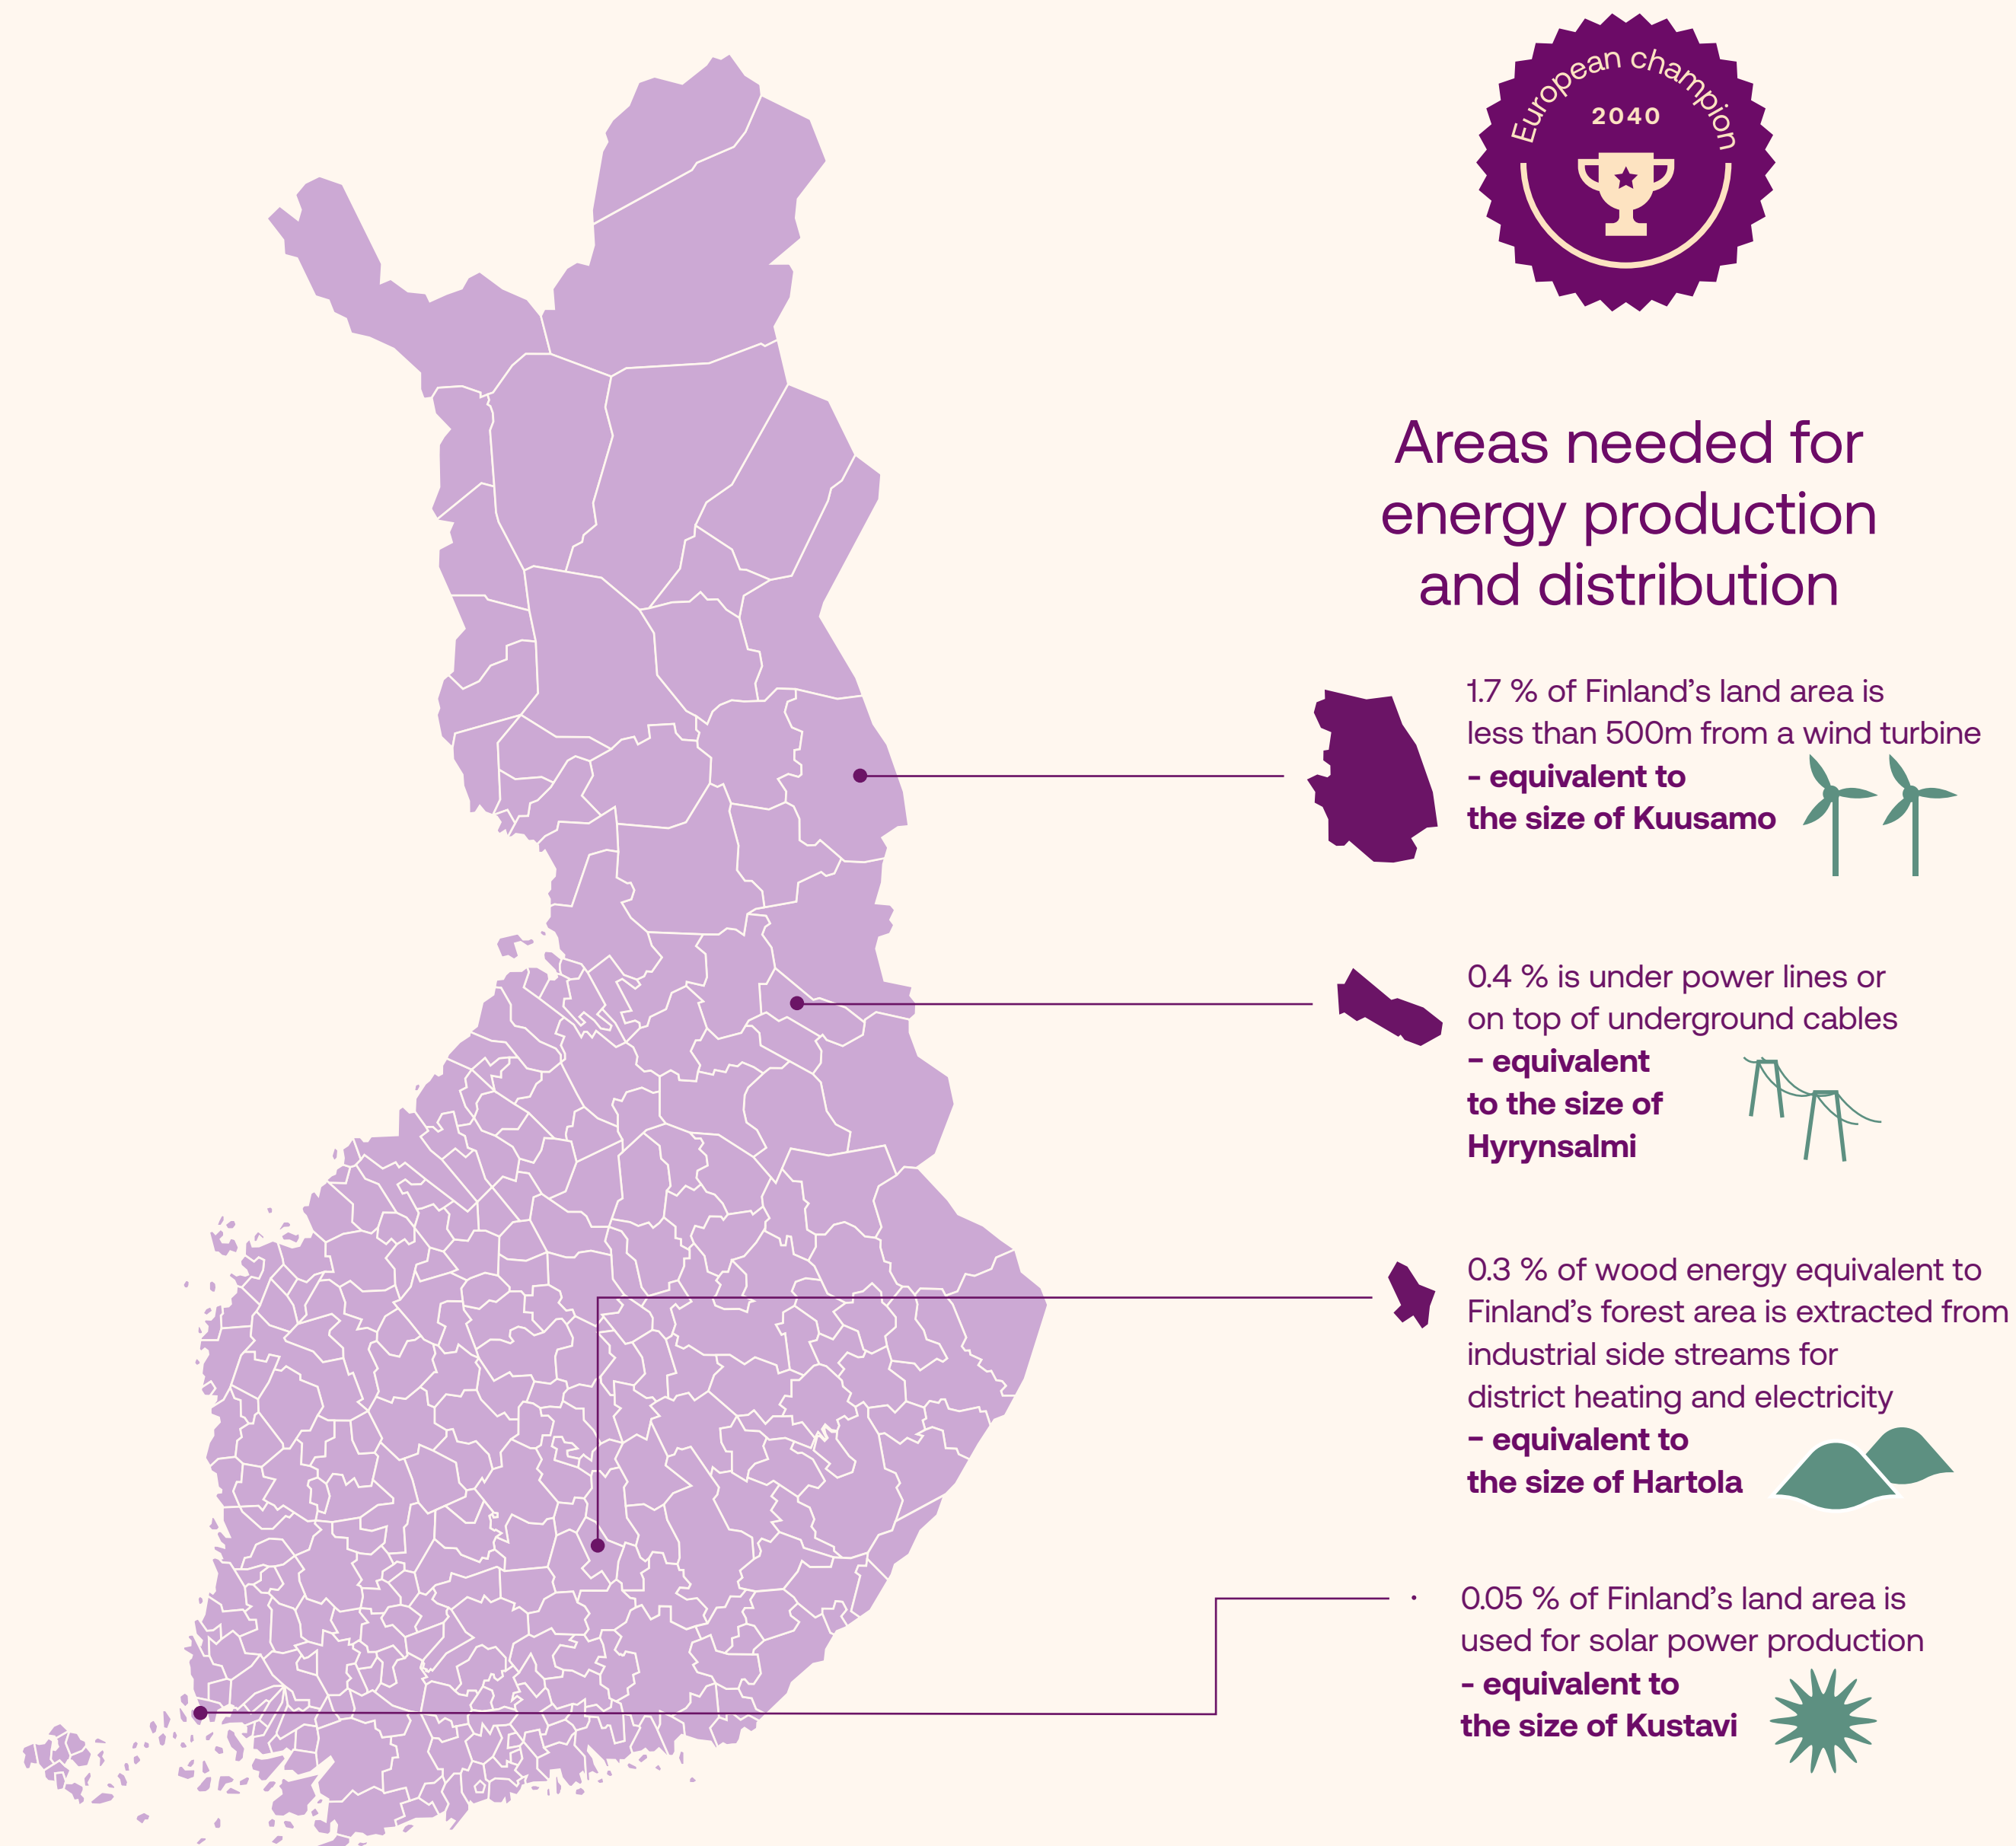 European champion
2040
Areas needed for
energy production
and distribution
1.7 % of Finland’s land area is
less than 500m from a wind turbine
- equivalent to
the size of Kuusamo
0.4 % is under power lines or
on top of underground cables
– equivalent
to the size of
Hyrynsalmi
0.3 % of wood energy equivalent to
Finland’s forest area is extracted from
industrial side streams for
district heating and electricity
– equivalent to
the size of Hartola
0.05 % of Finland’s land area is
used for solar power production
- equivalent to
the size of Kustavi